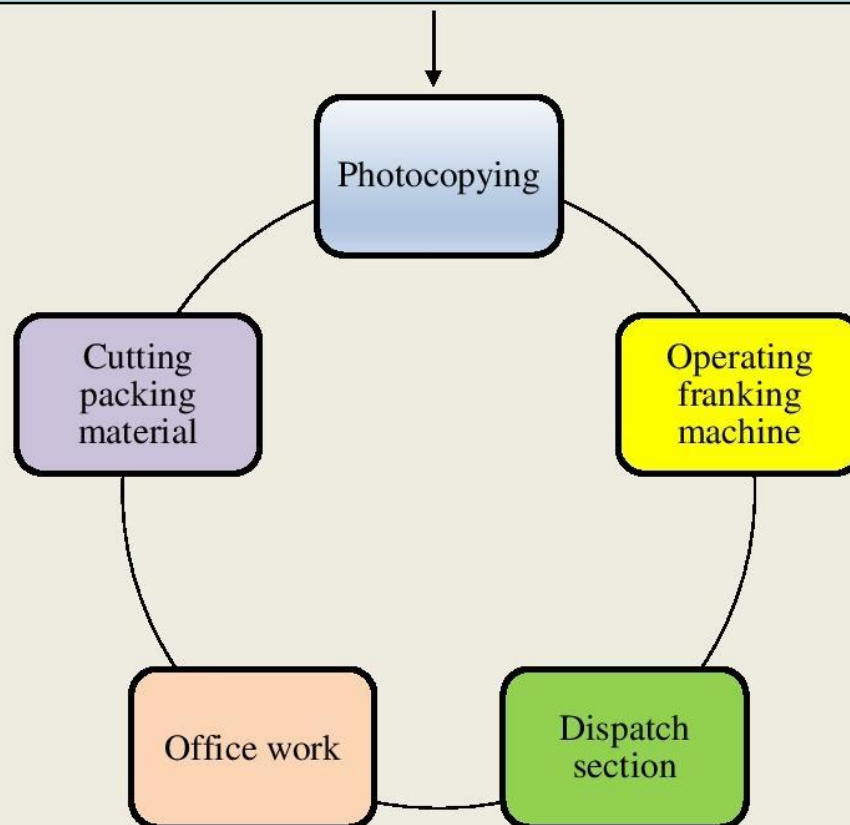 Photocopying
Operating
franking
machine
Dispatch
section
Office work
Cutting
packing
material